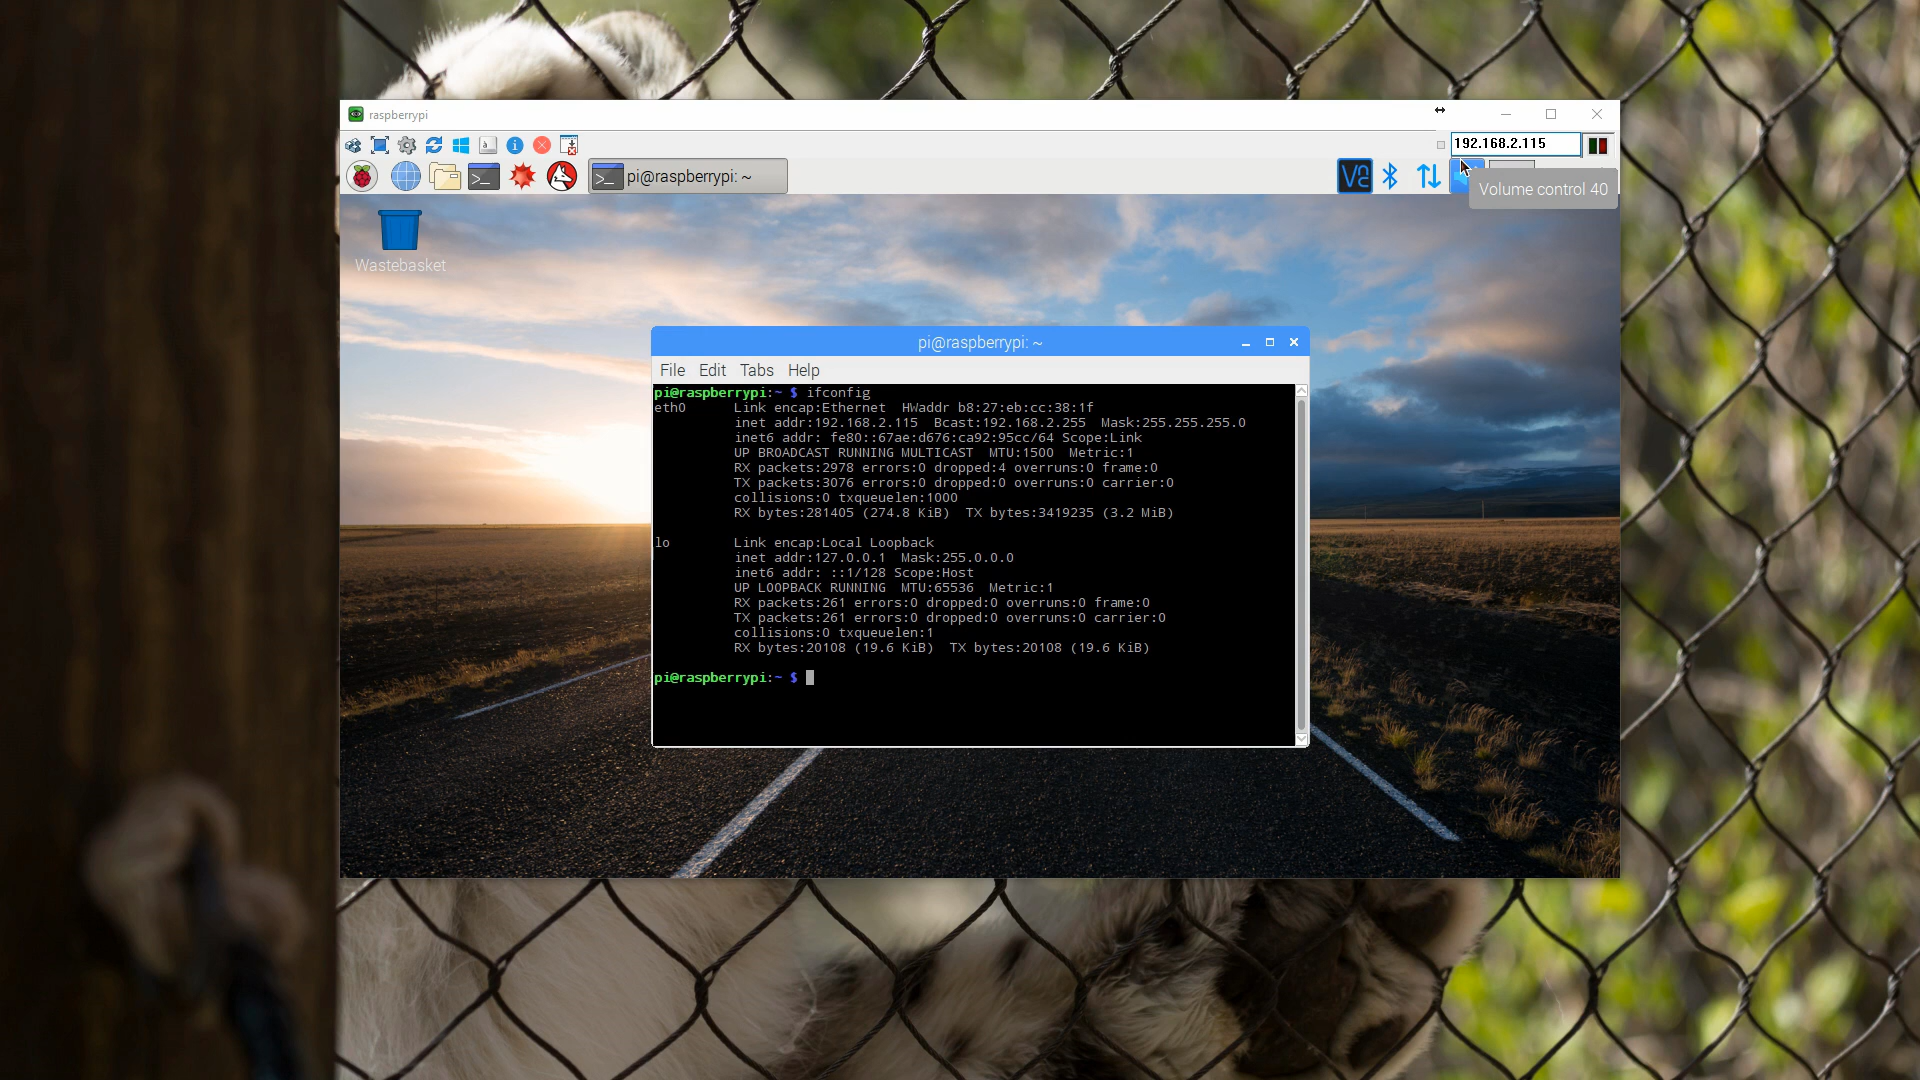 raspberrypi
192.168.2.115
pi@raspberrypi: ~
Volume control 40
Wastebasket
pi@raspberrypi: ~
File Edit Tabs Help
pi@raspberrypi:~ $ ifconfig
eth0 Link encap:Ethernet HWaddr b8:27:eb:cc:38:1f
inet addr:192.168.2.115 Bcast:192.168.2.255 Mask:255.255.255.0
inet6 addr: fe80::67ae:d676:ca92:95cc/64 Scope:Link
UP BROADCAST RUNNING MULTICAST MTU:1500 Metric:1
RX packets:2978 errors:0 dropped:4 overruns:0 frame:0
TX packets:3076 errors:0 dropped:0 overruns:0 carrier:0
collisions:0 txqueuelen:1000
RX bytes:281405 (274.8 KiB) TX bytes:3419235 (3.2 MiB)
lo Link encap:Local Loopback
inet addr:127.0.0.1 Mask:255.0.0.0
inet6 addr: ::1/128 Scope:Host
UP LOOPBACK RUNNING MTU:65536 Metric:1
RX packets:261 errors:0 dropped:0 overruns:0 frame:0
TX packets:261 errors:0 dropped:0 overruns:0 carrier:0
collisions:0 txqueuelen:1
RX bytes:20108 (19.6 KiB) TX bytes:20108 (19.6 KiB)
pi@raspberrypi:~ $